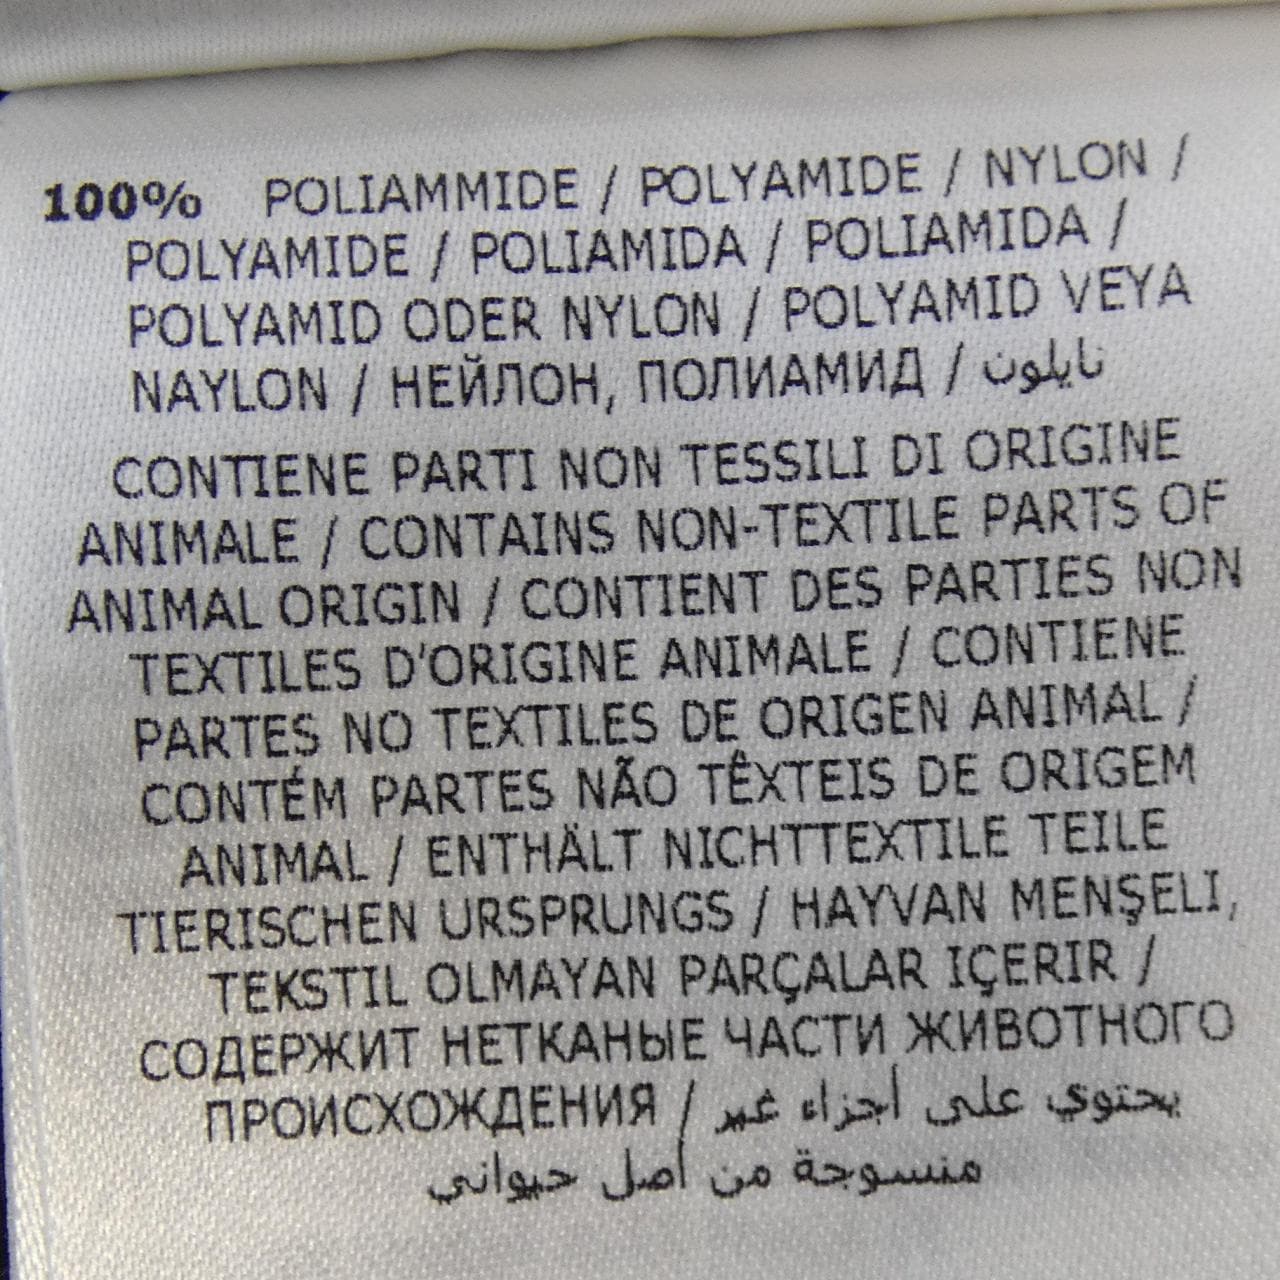 100% POLIAMMIDE / POLYAMIDE / NYLON /
POLYAMIDE / POLIAMIDA / POLIAMIDA /
POLYAMID ODER NYLON / POLYAMID VEYA
NAYLON / НЕЙЛОН, ПОЛИАМИД / نايلون
CONTIENE PARTI NON TESSILI DI ORIGINE
ANIMALE / CONTAINS NON-TEXTILE PARTS OF
ANIMAL ORIGIN / CONTIENT DES PARTIES NON
TEXTILES D'ORIGINE ANIMALE / CONTIENE
PARTES NO TEXTILES DE ORIGEN ANIMAL /
CONTÉM PARTES NÃO TÊXTEIS DE ORIGEM
ANIMAL / ENTHÄLT NICHTTEXTILE TEILE
TIERISCHEN URSPRUNGS / HAYVAN MENŞELI,
TEKSTIL OLMAYAN PARÇALAR IÇERIR /
СОДЕРЖИТ НЕТКАНЫЕ ЧАСТИ ЖИВОТНОГО
ПРОИСХОЖДЕНИЯ / يحتوي على أجزاء غير
منسوجة من أصل حيواني